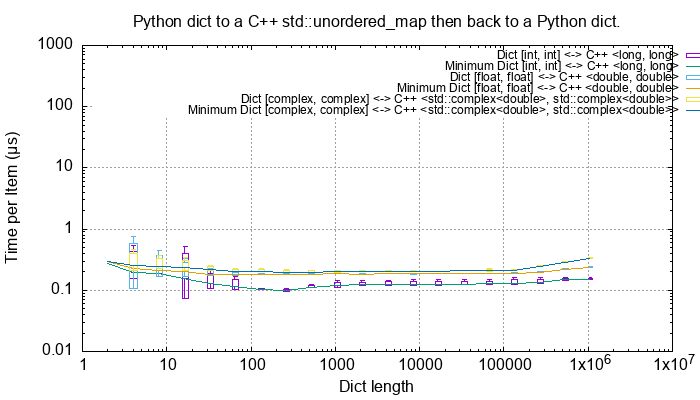 Python dict to a C++ std::unordered_map then back to a Python dict.
Dict [int, int] <-> C++ <long, long>
Minimum Dict [int, int] <-> C++ <long, long>
Dict [float, float] <-> C++ <double, double>
Minimum Dict [float, float] <-> C++ <double, double>
Dict [complex, complex] <-> C++ <std::complex<double>, std::complex<double>>
Minimum Dict [complex, complex] <-> C++ <std::complex<double>, std::complex<double>>
Time per Item (µs)
1000
100
10
1
0.1
0.01
1 10 100 1000 10000 100000 1x10⁶ 1x10⁷
Dict length